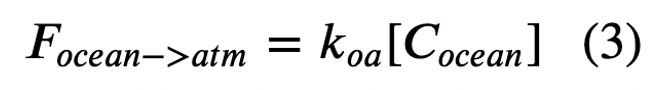 F_{ocean->atm} = k_{oa}[C_{ocean}] (3)